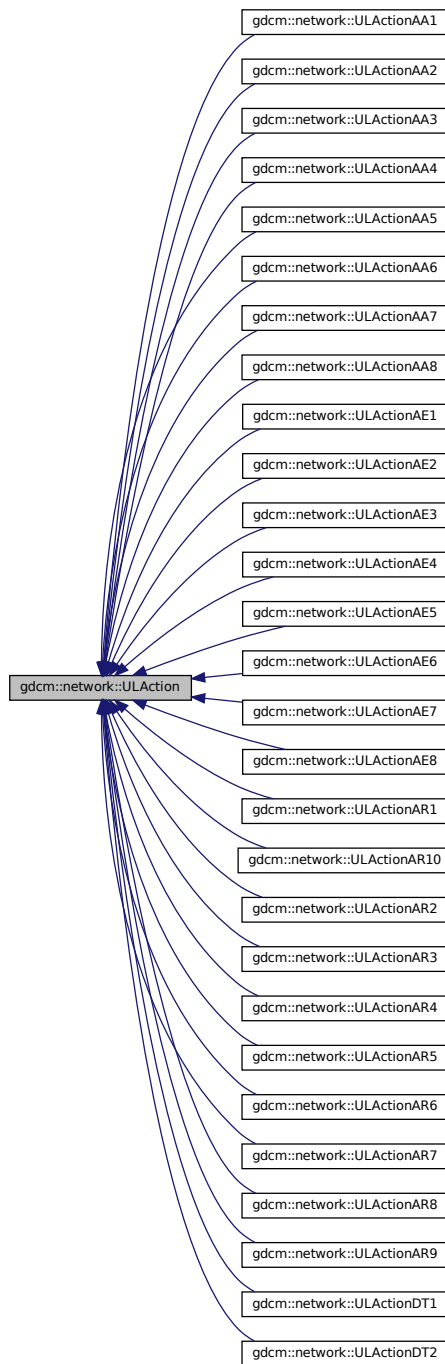 gdcm::network::ULActionAA1
gdcm::network::ULActionAA2
gdcm::network::ULActionAA3
gdcm::network::ULActionAA4
gdcm::network::ULActionAA5
gdcm::network::ULActionAA6
gdcm::network::ULActionAA7
gdcm::network::ULActionAA8
gdcm::network::ULActionAE1
gdcm::network::ULActionAE2
gdcm::network::ULActionAE3
gdcm::network::ULActionAE4
gdcm::network::ULActionAE5
gdcm::network::ULActionAE6
gdcm::network::ULAction
gdcm::network::ULActionAE7
gdcm::network::ULActionAE8
gdcm::network::ULActionAR1
gdcm::network::ULActionAR10
gdcm::network::ULActionAR2
gdcm::network::ULActionAR3
gdcm::network::ULActionAR4
gdcm::network::ULActionAR5
gdcm::network::ULActionAR6
gdcm::network::ULActionAR7
gdcm::network::ULActionAR8
gdcm::network::ULActionAR9
gdcm::network::ULActionDT1
gdcm::network::ULActionDT2